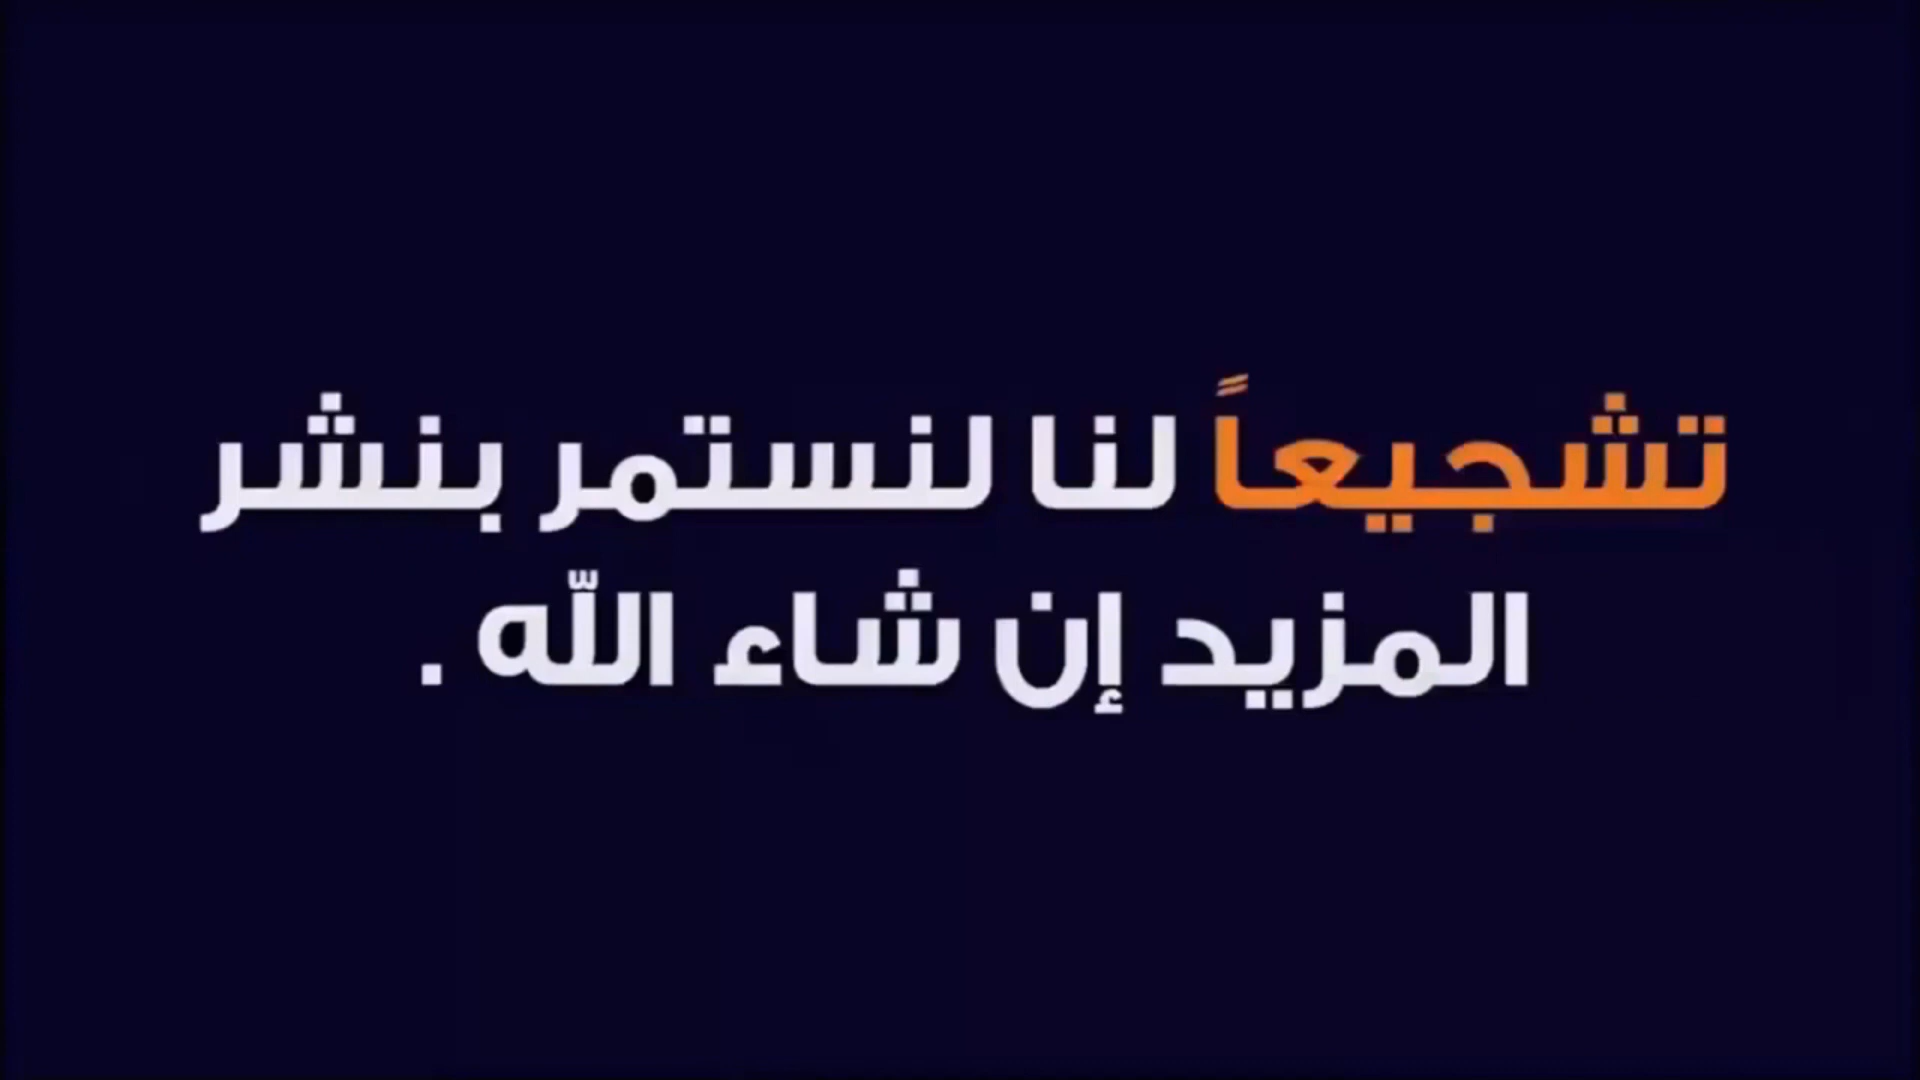 تشجيعاً لنا لنستمر بنشر
المزيد إن شاء اللّه .